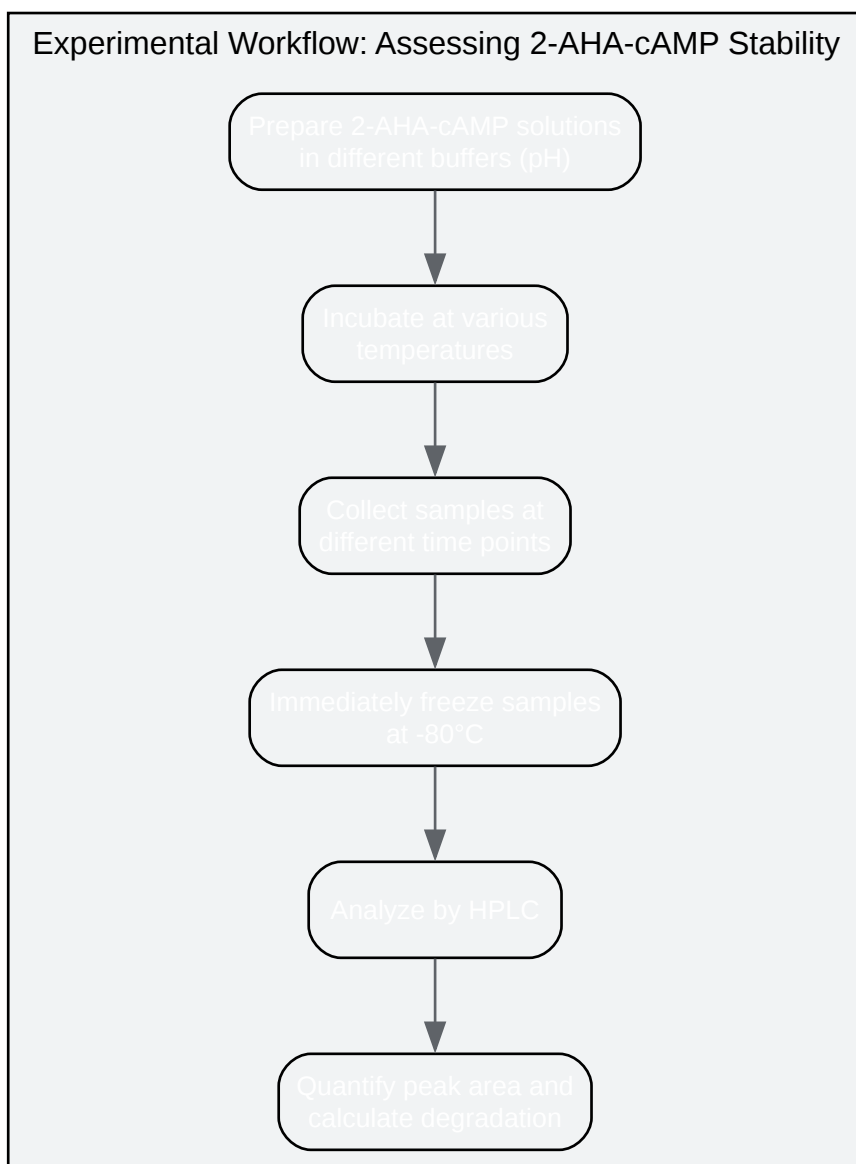 Experimental Workflow: Assessing 2-AHA-cAMP Stability
Prepare 2-AHA-cAMP solutions
in different buffers (pH)
Incubate at various
temperatures
Collect samples at
different time points
Immediately freeze samples
at -80°C
Analyze by HPLC
Quantify peak area and
calculate degradation